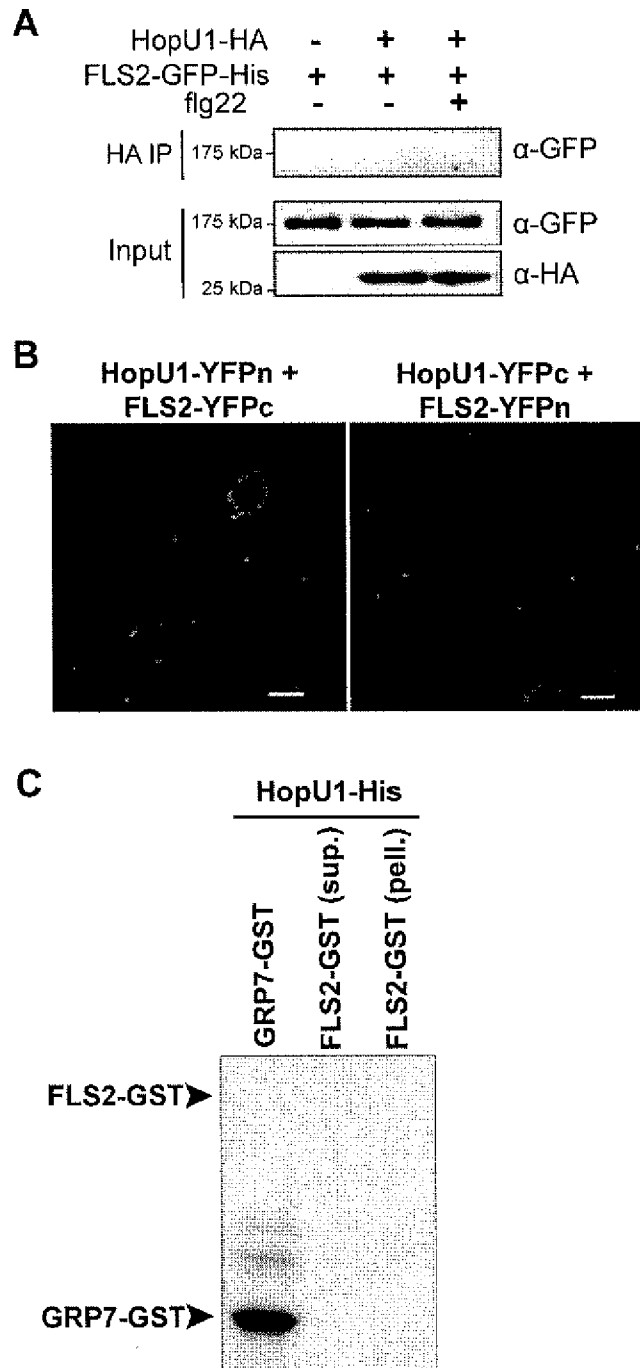 A
HopU1-HA - + +
FLS2-GFP-His + + +
flg22 - - +
HA IP 175 kDa α-GFP
Input 175 kDa α-GFP
25 kDa α-HA
B
HopU1-YFPn +
FLS2-YFPc
HopU1-YFPc +
FLS2-YFPn
C
HopU1-His
GRP7-GST
FLS2-GST (sup.)
FLS2-GST (pell.)
FLS2-GST
GRP7-GST